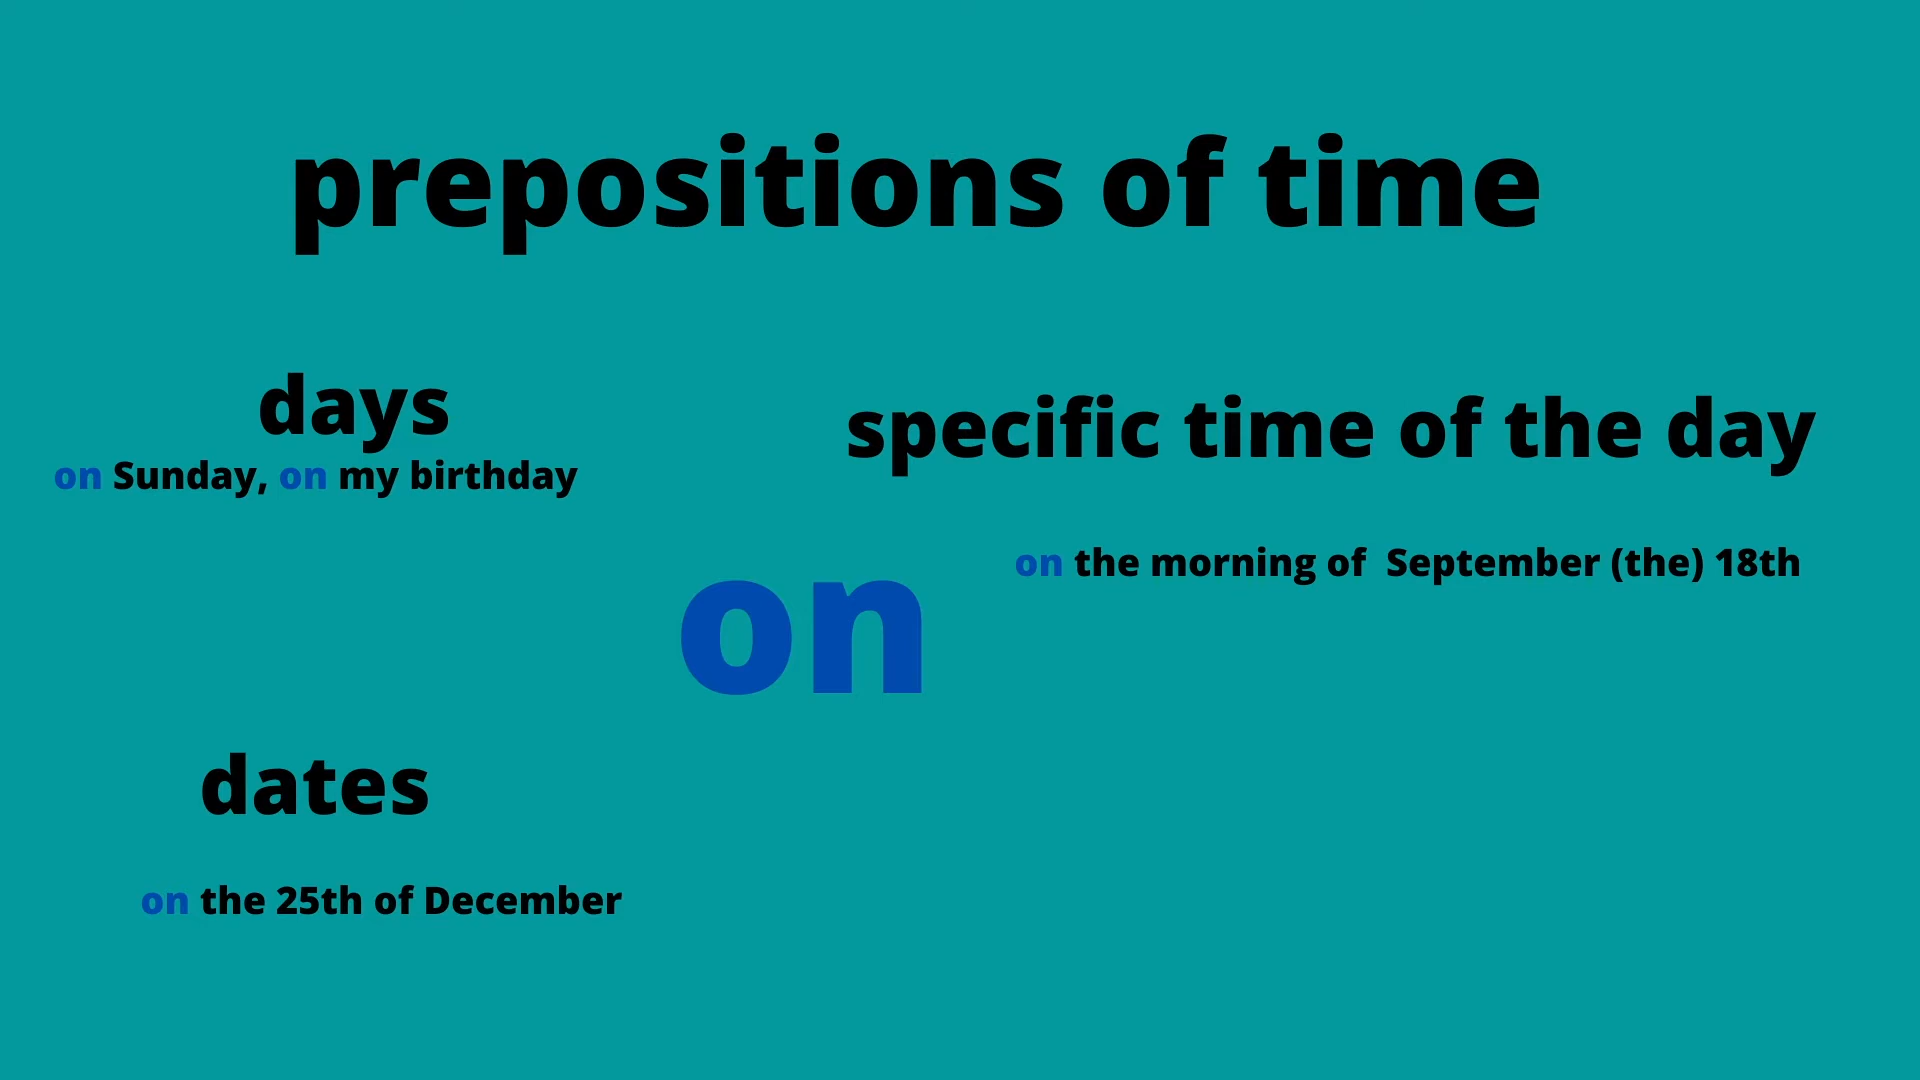 prepositions of time
days
on Sunday, on my birthday
specific time of the day
on the morning of  September (the) 18th
on
dates
on the 25th of December